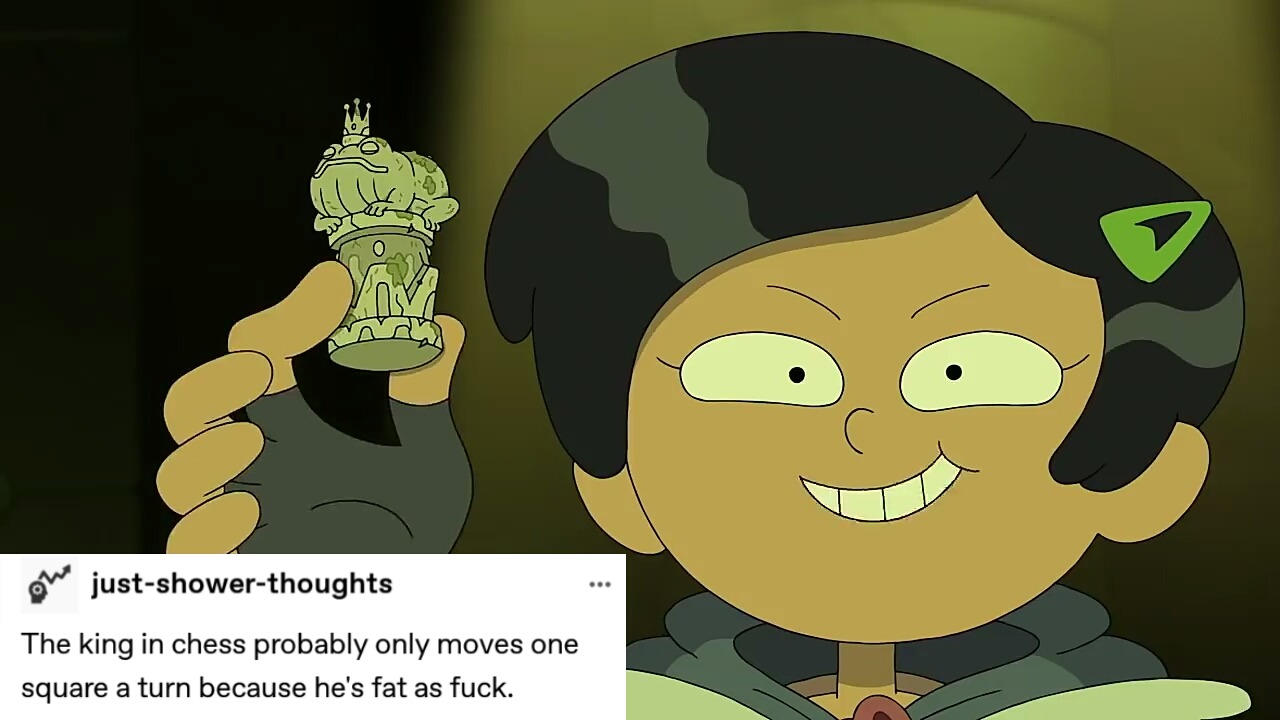 just-shower-thoughts
The king in chess probably only moves one
square a turn because he's fat as fuck.